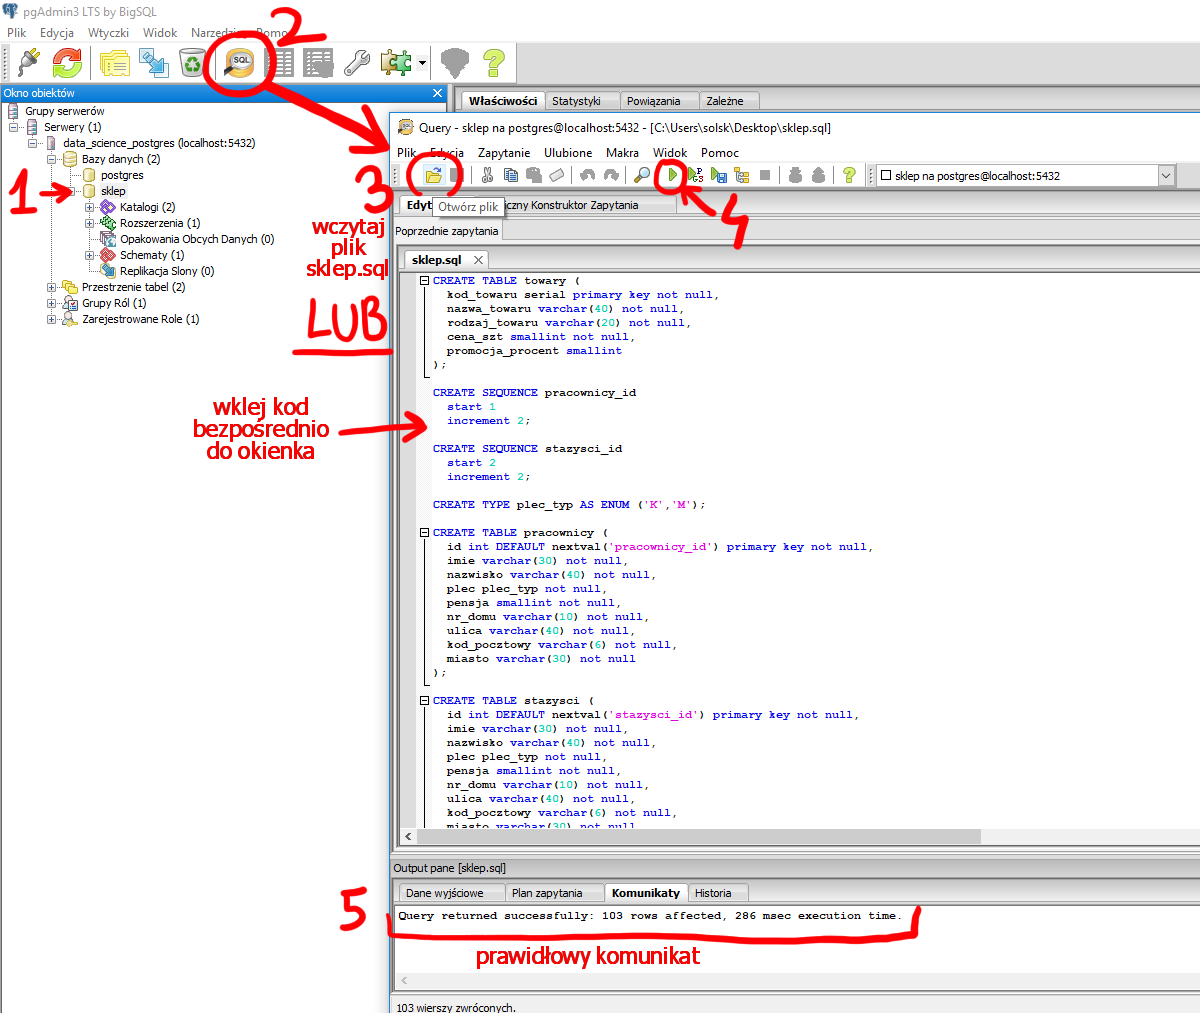 pgAdmin3 LTS by BigSQL
Plik Edycja Wtyczki Widok Narzędzia Pomoc
2
SQL
Okno obiektów
Grupy serwerów
Serwery (1)
data_science_postgres (localhost:5432)
Bazy danych (2)
postgres
1
sklep
Katalogi (2)
Rozszerzenia (1)
Opakowania Obcych Danych (0)
Schematy (1)
Replikacja Slony (0)
Przestrzenie tabel (2)
Grupy Ról (1)
Zarejestrowane Role (1)
Właściwości Statystyki Powiązania Zależne
Query - sklep na postgres@localhost:5432 - [C:\Users\solsk\Desktop\sklep.sql]
Plik Edycja Zapytanie Ulubione Makra Widok Pomoc
3
sklep na postgres@localhost:5432
4
Otwórz plik
iczny Konstruktor Zapytania
wczytaj
plik
sklep.sql
LUB
Poprzednie zapytania
sklep.sql
CREATE TABLE towary (
kod_towaru serial primary key not null,
nazwa_towaru varchar(40) not null,
rodzaj_towaru varchar(20) not null,
cena_szt smallint not null,
promocja_procent smallint
);
CREATE SEQUENCE pracownicy_id
start 1
increment 2;
wklej kod
bezpośrednio
do okienka
CREATE SEQUENCE stazysci_id
start 2
increment 2;
CREATE TYPE plec_typ AS ENUM ('K','M');
CREATE TABLE pracownicy (
id int DEFAULT nextval('pracownicy_id') primary key not null,
imie varchar(30) not null,
nazwisko varchar(40) not null,
plec plec_typ not null,
pensja smallint not null,
nr_domu varchar(10) not null,
ulica varchar(40) not null,
kod_pocztowy varchar(6) not null,
miasto varchar(30) not null
);
CREATE TABLE stazysci (
id int DEFAULT nextval('stazysci_id') primary key not null,
imie varchar(30) not null,
nazwisko varchar(40) not null,
plec plec_typ not null,
pensja smallint not null,
nr_domu varchar(10) not null,
ulica varchar(40) not null,
kod_pocztowy varchar(6) not null,
miasto varchar(30) not null
Output pane [sklep.sql]
Dane wyjściowe Plan zapytania Komunikaty Historia
5
Query returned successfully: 103 rows affected, 286 msec execution time.
prawidłowy komunikat
103 wierszy zwróconych.